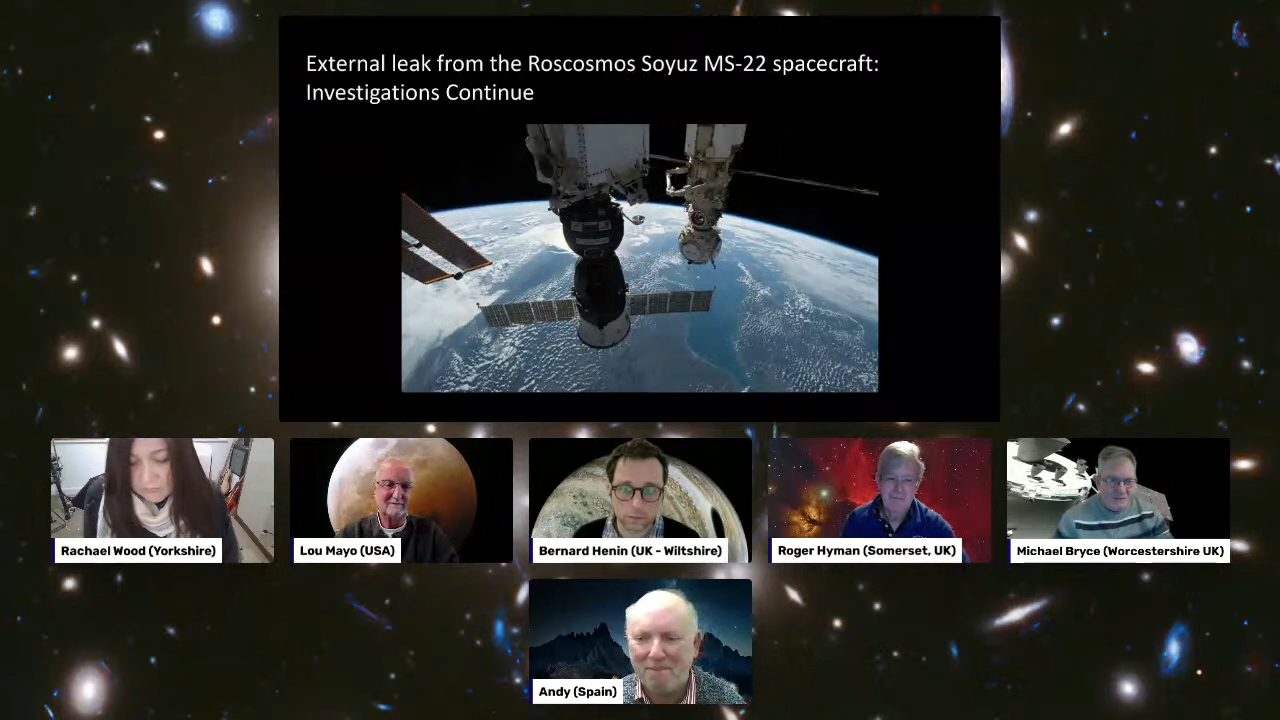 External leak from the Roscosmos Soyuz MS-22 spacecraft:
Investigations Continue
Rachael Wood (Yorkshire)
Lou Mayo (USA)
Bernard Henin (UK - Wiltshire)
Roger Hyman (Somerset, UK)
Michael Bryce (Worcestershire UK)
Andy (Spain)